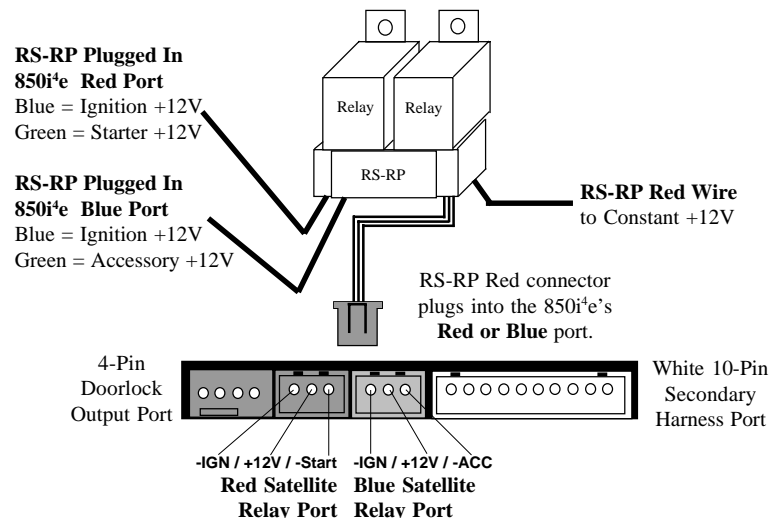 RS-RP Plugged In
850i⁴e Red Port
Blue = Ignition +12V
Green = Starter +12V
RS-RP Plugged In
850i⁴e Blue Port
Blue = Ignition +12V
Green = Accessory +12V
Relay
Relay
RS-RP
RS-RP Red Wire
to Constant +12V
RS-RP Red connector
plugs into the 850i⁴e's
Red or Blue port.
4-Pin
Doorlock
Output Port
White 10-Pin
Secondary
Harness Port
-IGN / +12V / -Start
Red Satellite
Relay Port
-IGN / +12V / -ACC
Blue Satellite
Relay Port